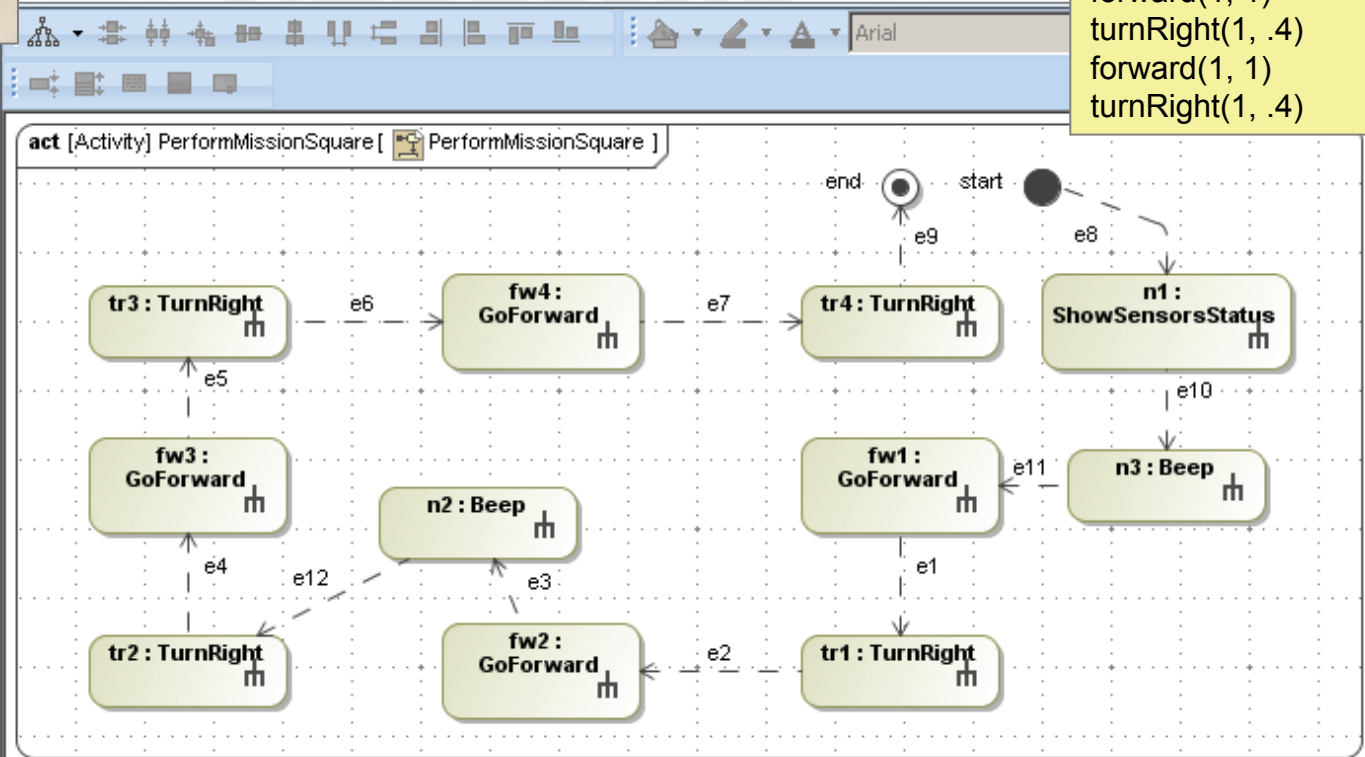 forward(1, 1)
turnRight(1, .4)
forward(1, 1)
turnRight(1, .4)
Arial
act [Activity] PerformMissionSquare [ PerformMissionSquare ]
end
start
e9
e8
tr3 : TurnRight
e6
fw4 :
GoForward
e7
tr4 : TurnRight
n1 :
ShowSensorsStatus
e5
e10
fw3 :
GoForward
n2 : Beep
fw1 :
GoForward
e11
n3 : Beep
e4
e12
e3
e1
tr2 : TurnRight
fw2 :
GoForward
e2
tr1 : TurnRight